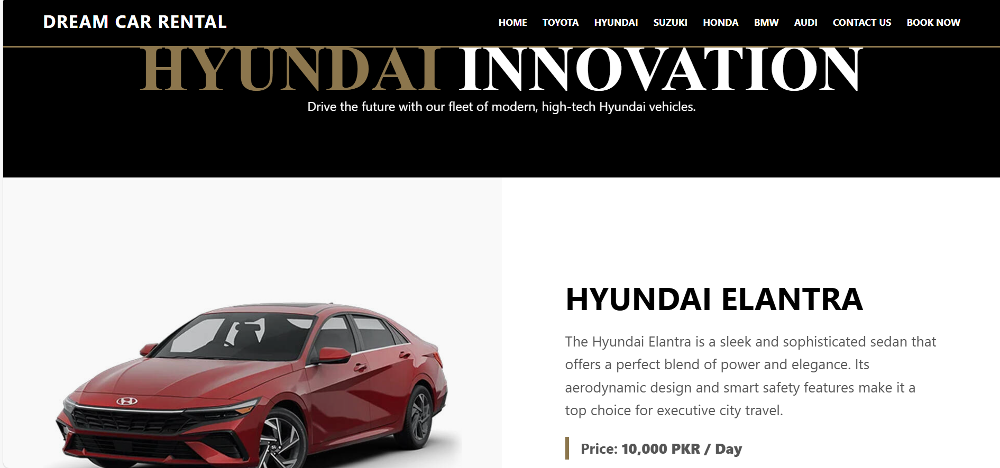 DREAM CAR RENTAL
HOME TOYOTA HYUNDAI SUZUKI HONDA BMW AUDI CONTACT US BOOK NOW
HYUNDAI INNOVATION
Drive the future with our fleet of modern, high-tech Hyundai vehicles.
HYUNDAI ELANTRA
The Hyundai Elantra is a sleek and sophisticated sedan that
offers a perfect blend of power and elegance. Its
aerodynamic design and smart safety features make it a
top choice for executive city travel.
Price: 10,000 PKR / Day